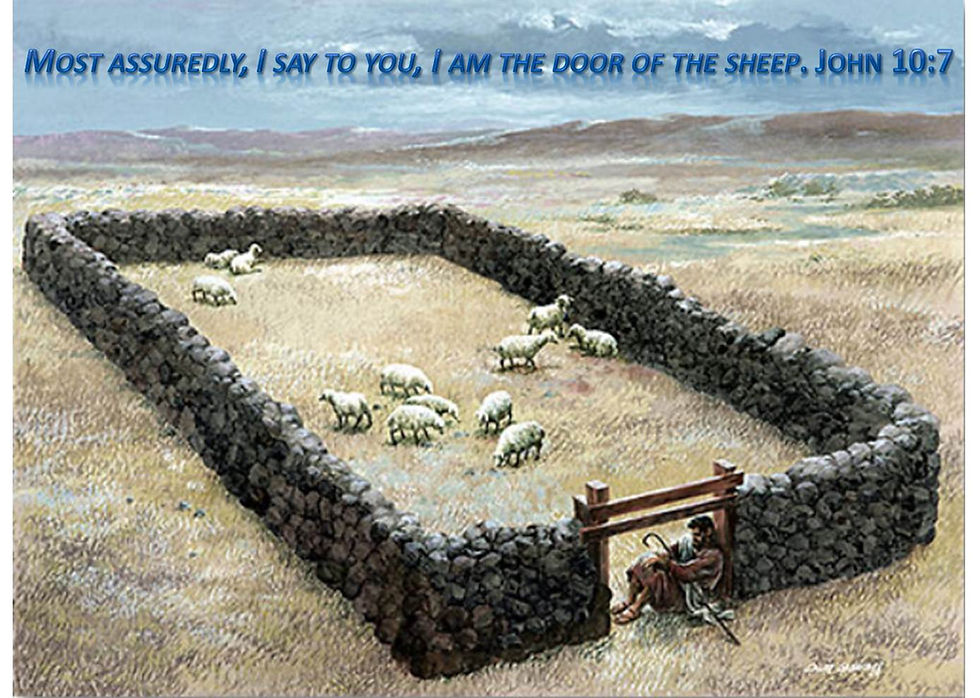 MOST ASSUREDLY, I SAY TO YOU, I AM THE DOOR OF THE SHEEP. JOHN 10:7